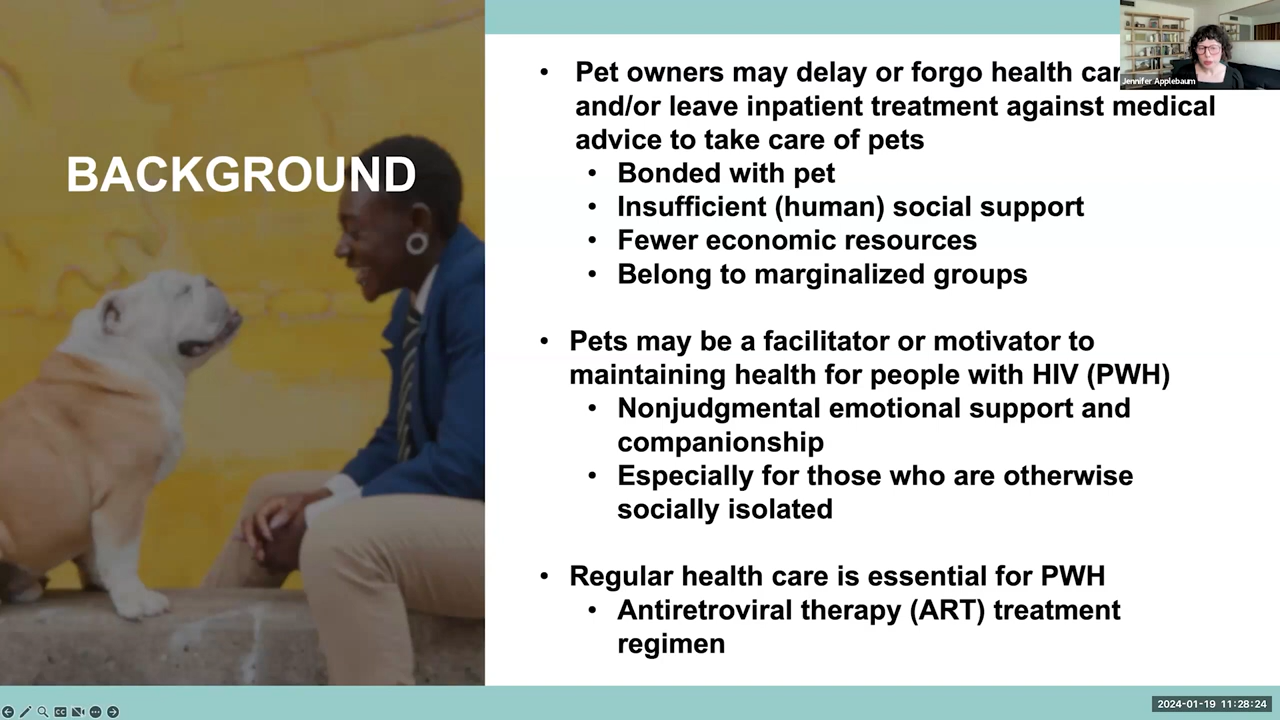 Jennifer Applebaum
BACKGROUND
• Pet owners may delay or forgo health
and/or leave inpatient treatment against medical
advice to take care of pets
• Bonded with pet
• Insufficient (human) social support
• Fewer economic resources
• Belong to marginalized groups
• Pets may be a facilitator or motivator to
maintaining health for people with HIV (PWH)
• Nonjudgmental emotional support and
companionship
• Especially for those who are otherwise
socially isolated
• Regular health care is essential for PWH
• Antiretroviral therapy (ART) treatment
regimen
CC
2024-01-19 11:28:24